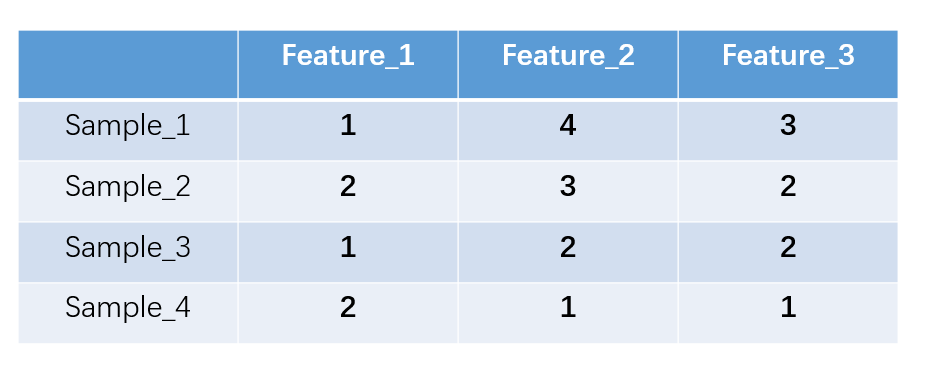 Feature_1 Feature_2 Feature_3
Sample_1 1 4 3
Sample_2 2 3 2
Sample_3 1 2 2
Sample_4 2 1 1